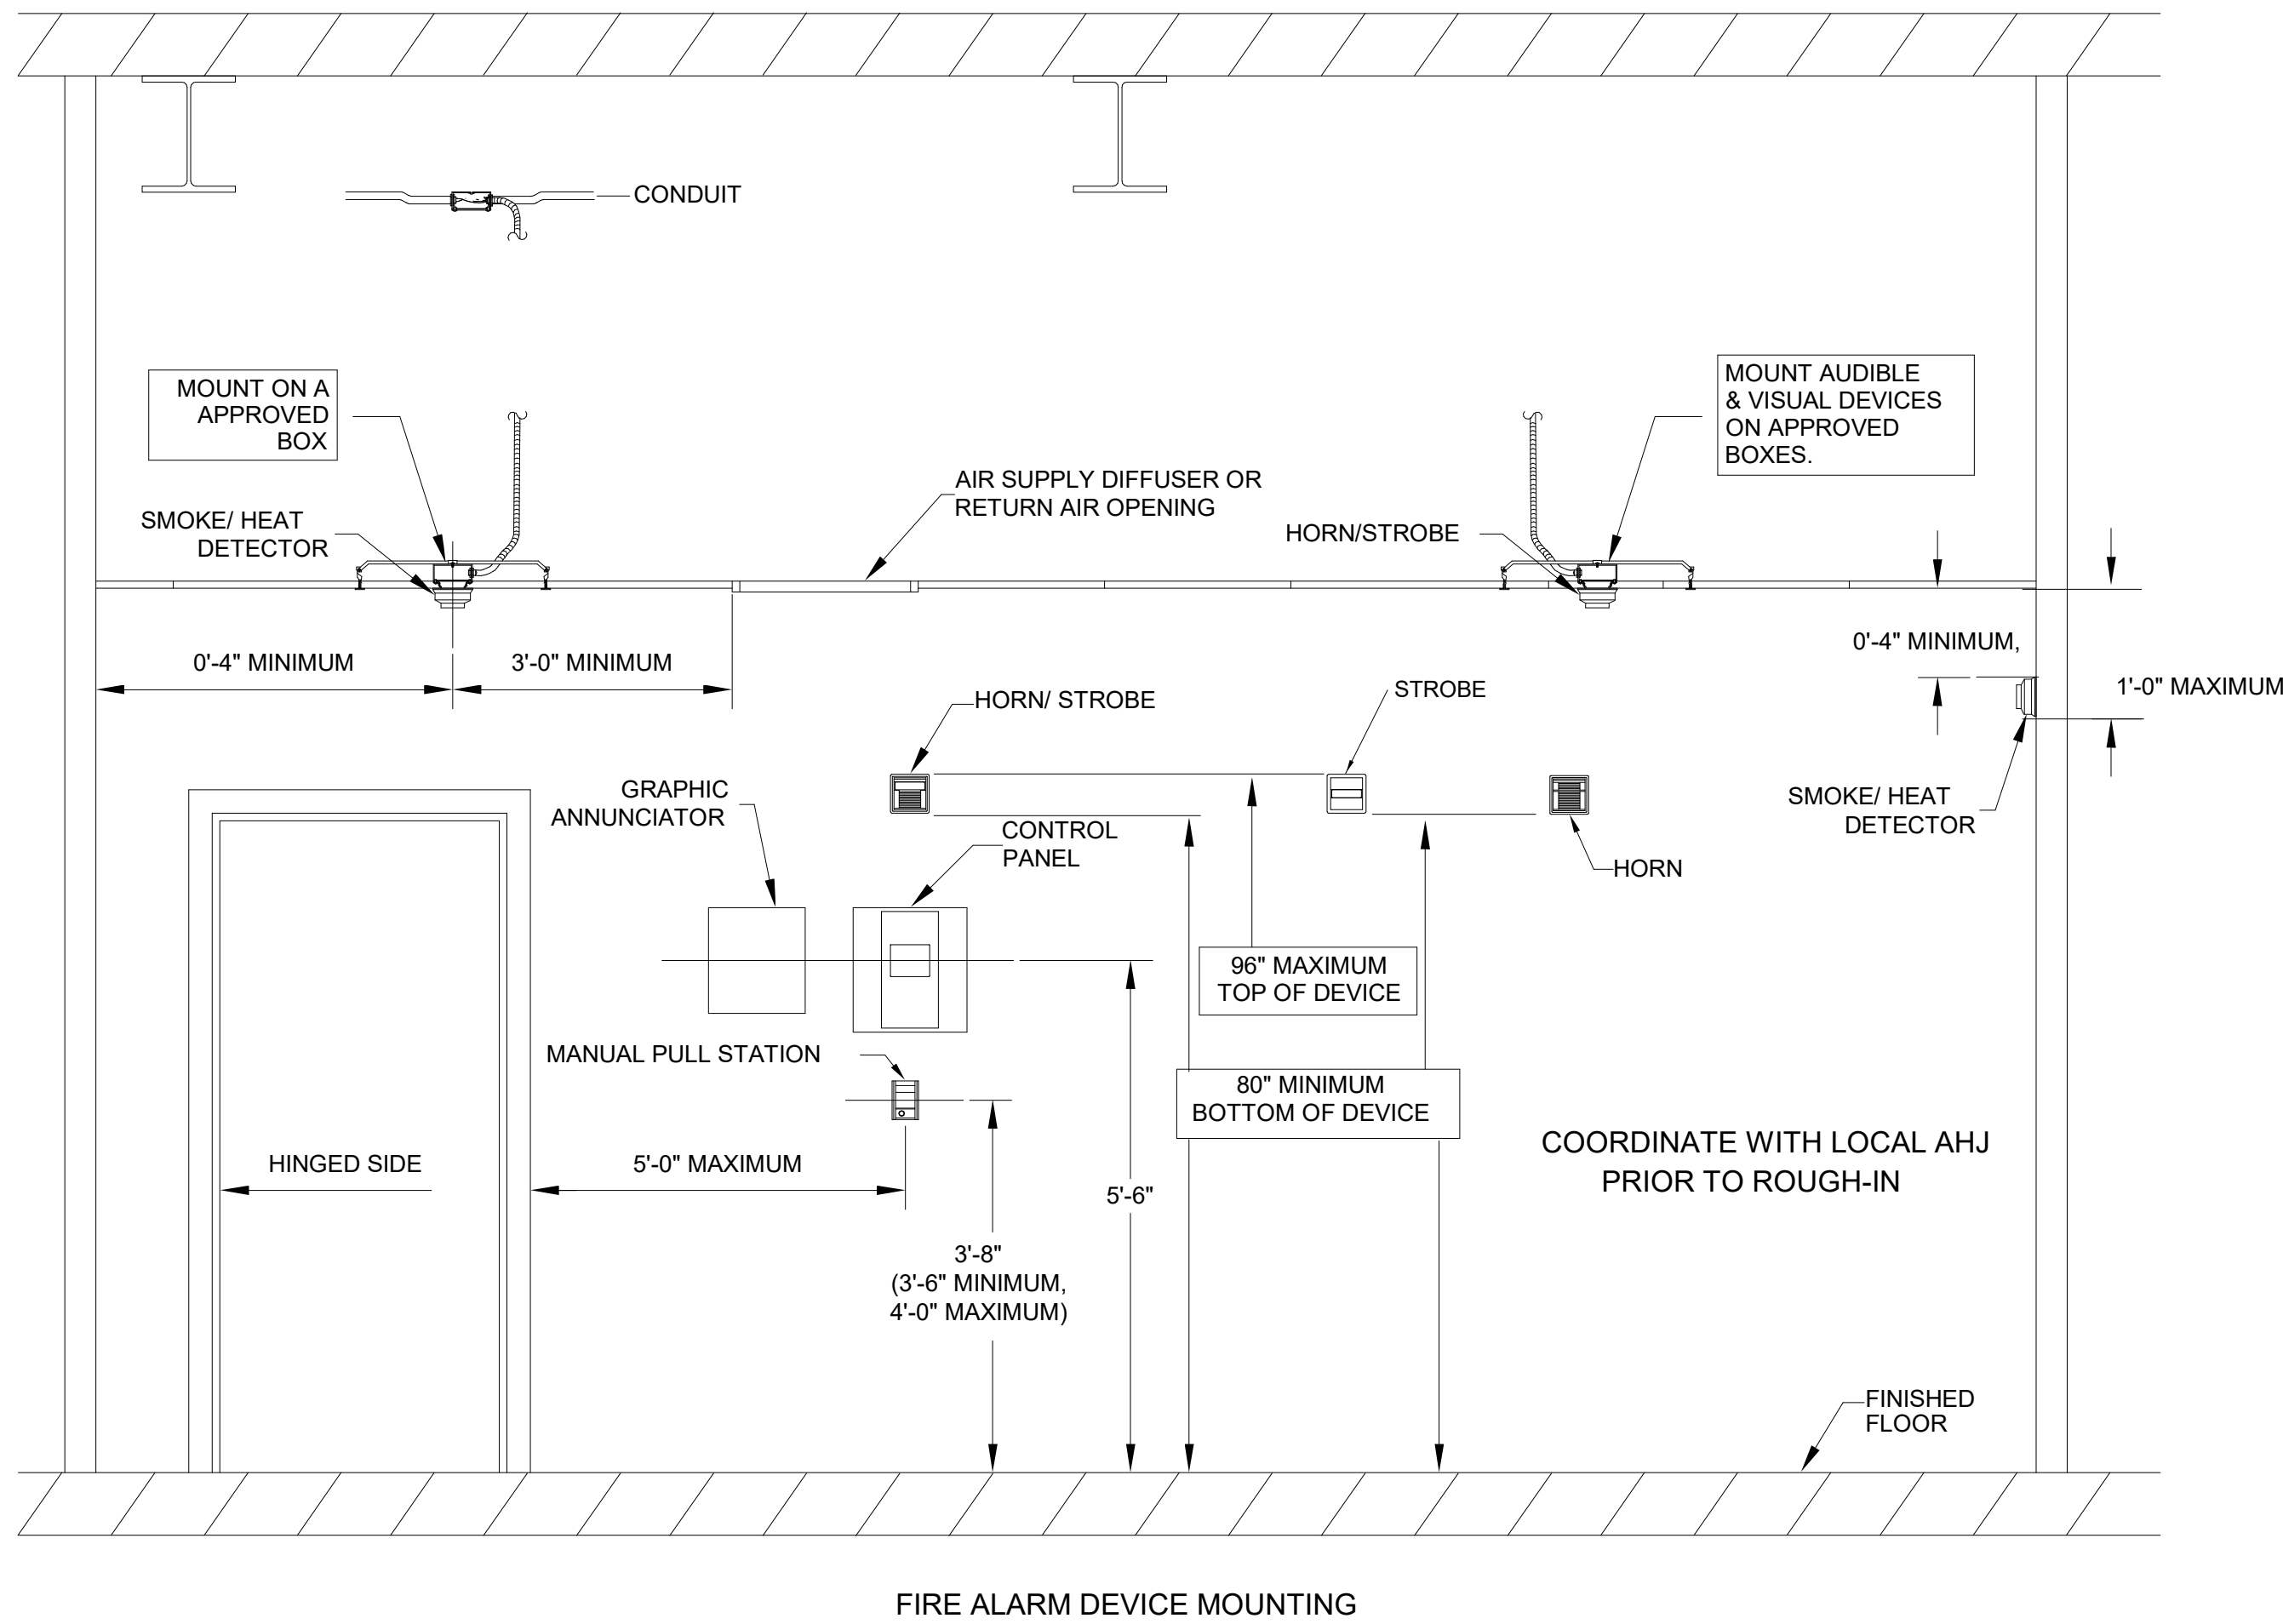 CONDUIT
MOUNT ON A
APPROVED
BOX
MOUNT AUDIBLE
& VISUAL DEVICES
ON APPROVED
BOXES.
AIR SUPPLY DIFFUSER OR
RETURN AIR OPENING
SMOKE/ HEAT
DETECTOR
HORN/STROBE
0'-4" MINIMUM
3'-0" MINIMUM
0'-4" MINIMUM,
1'-0" MAXIMUM
HORN/ STROBE
STROBE
GRAPHIC
ANNUNCIATOR
CONTROL
PANEL
SMOKE/ HEAT
DETECTOR
HORN
96" MAXIMUM
TOP OF DEVICE
MANUAL PULL STATION
80" MINIMUM
BOTTOM OF DEVICE
COORDINATE WITH LOCAL AHJ
PRIOR TO ROUGH-IN
HINGED SIDE
5'-0" MAXIMUM
5'-6"
3'-8"
(3'-6" MINIMUM,
4'-0" MAXIMUM)
FINISHED
FLOOR
FIRE ALARM DEVICE MOUNTING